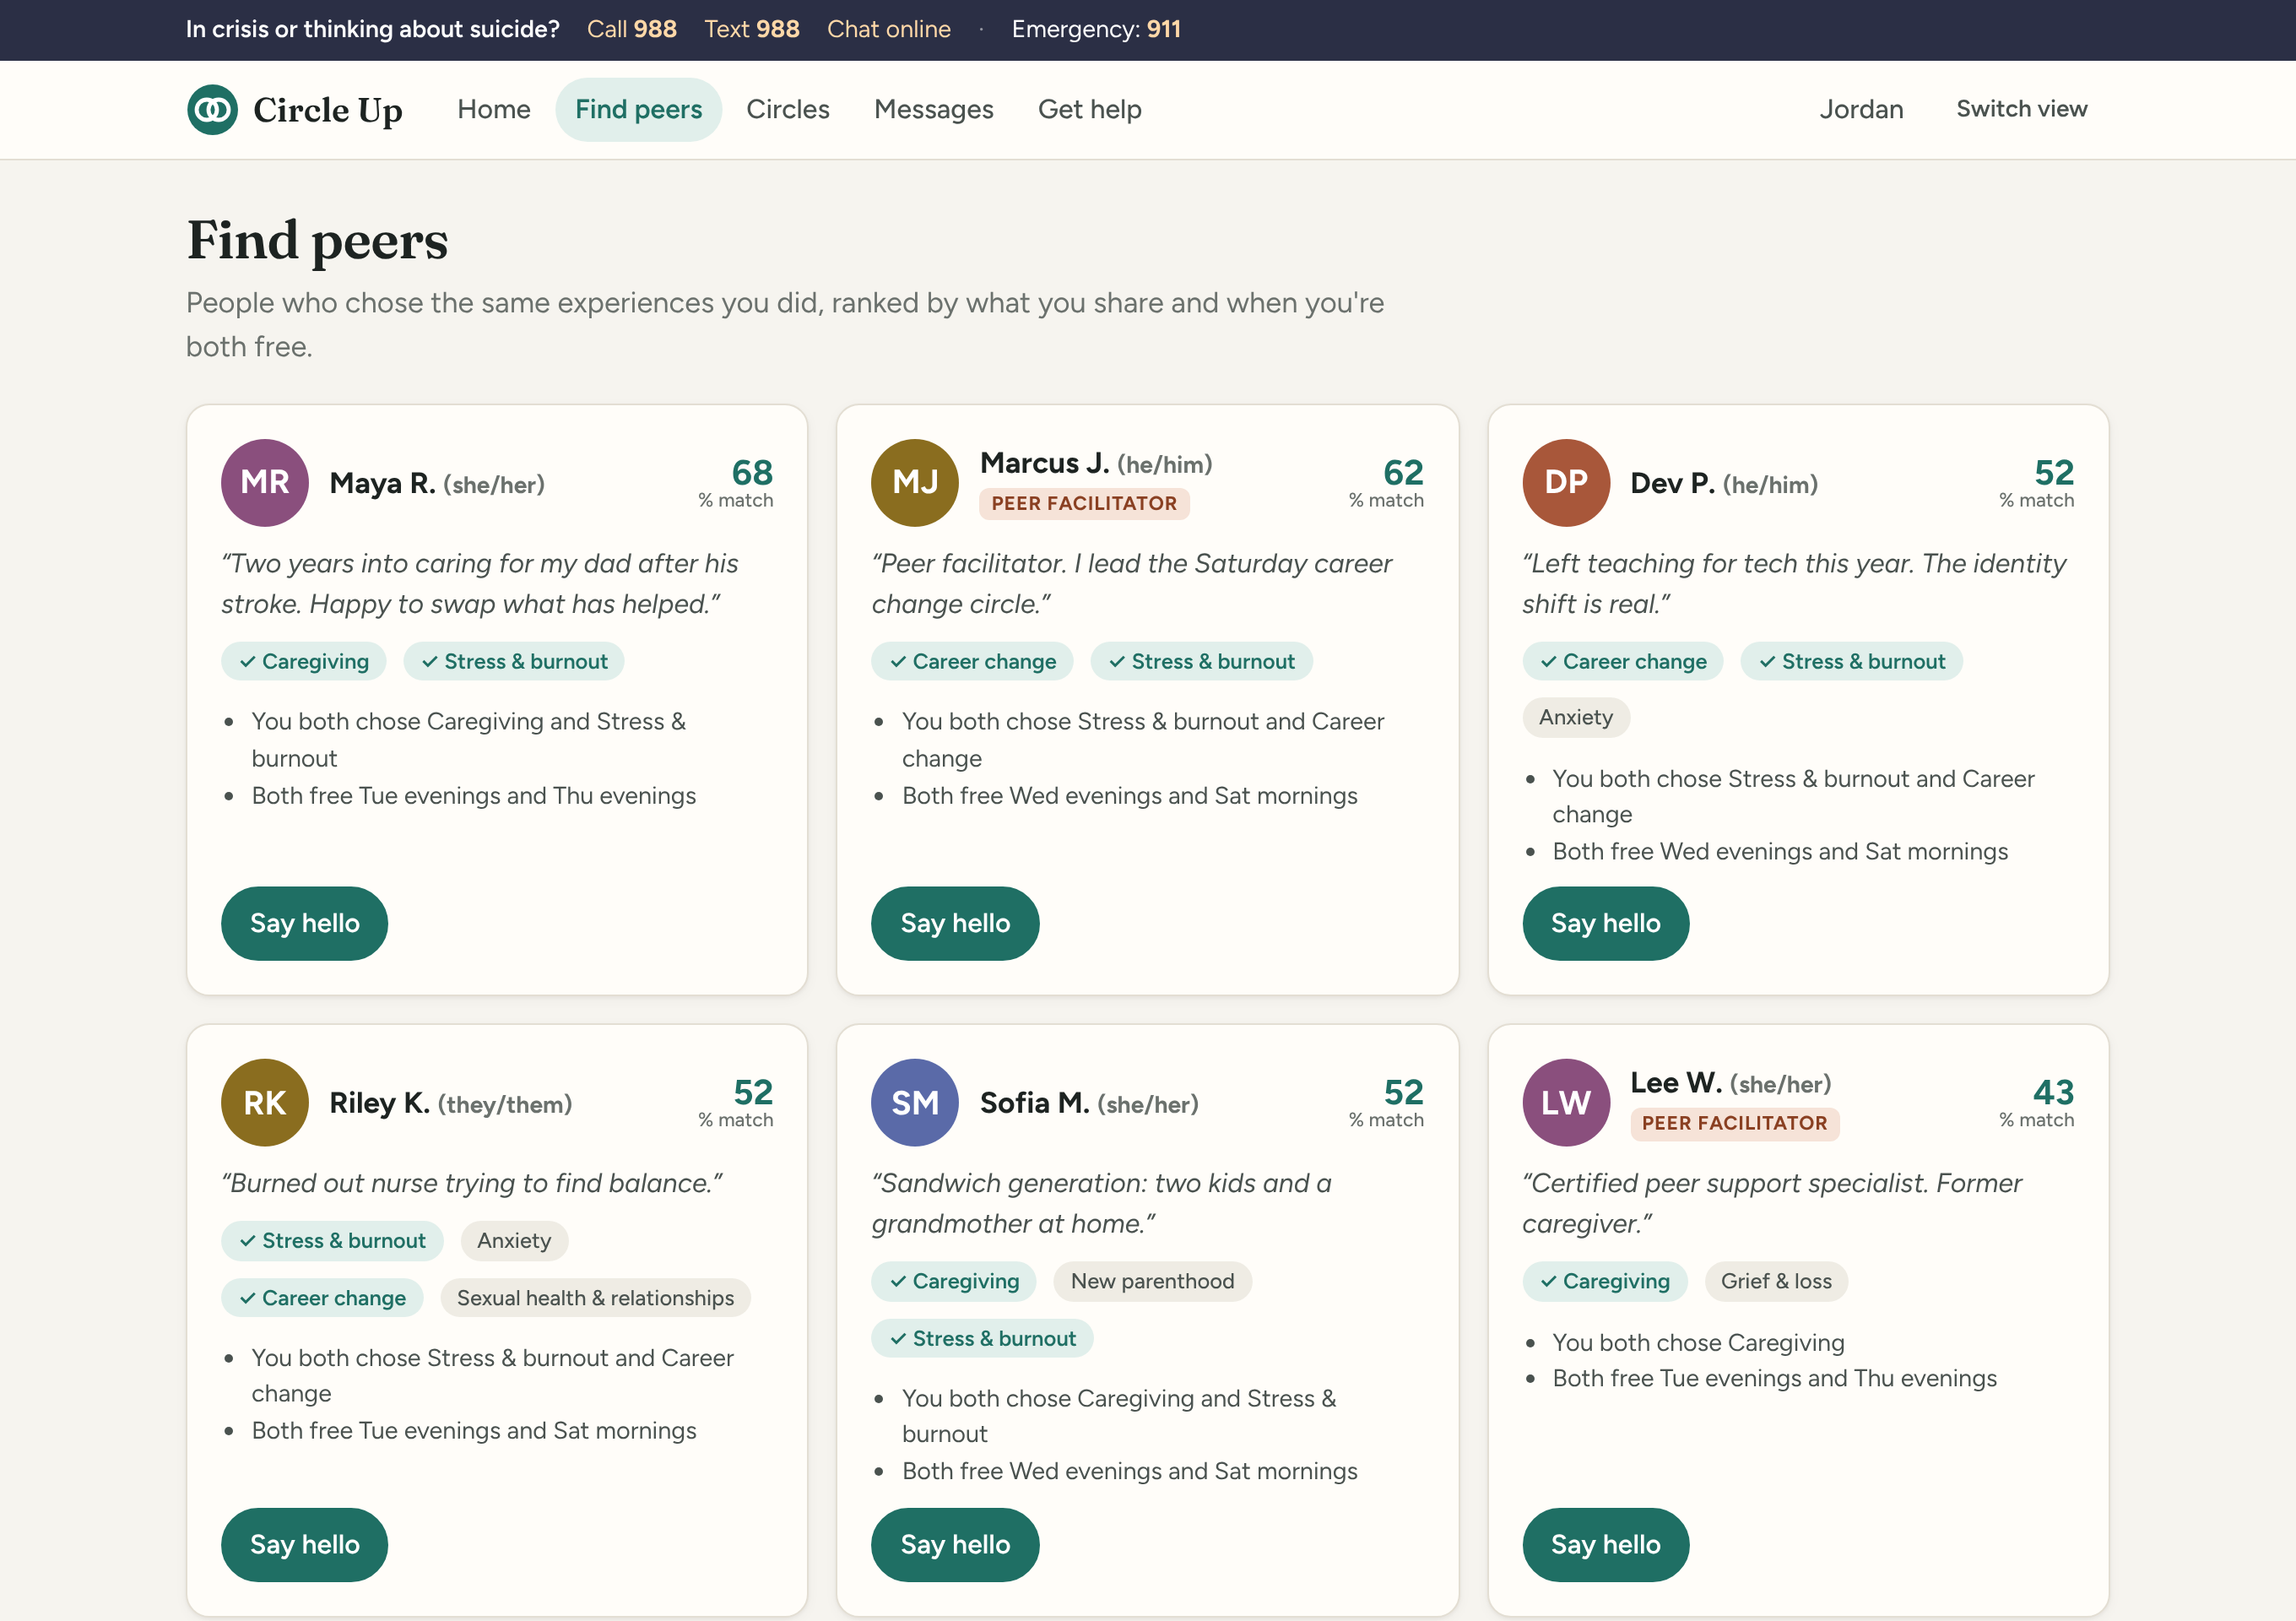 In crisis or thinking about suicide? Call 988 Text 988 Chat online · Emergency: 911
Circle Up Home Find peers Circles Messages Get help Jordan Switch view
Find peers
People who chose the same experiences you did, ranked by what you share and when you're
both free.
MR Maya R. (she/her) 68
% match
“Two years into caring for my dad after his
stroke. Happy to swap what has helped.”
✓ Caregiving ✓ Stress & burnout
• You both chose Caregiving and Stress &
burnout
• Both free Tue evenings and Thu evenings
Say hello
MJ Marcus J. (he/him) 62
PEER FACILITATOR % match
“Peer facilitator. I lead the Saturday career
change circle.”
✓ Career change ✓ Stress & burnout
• You both chose Stress & burnout and Career
change
• Both free Wed evenings and Sat mornings
Say hello
DP Dev P. (he/him) 52
% match
“Left teaching for tech this year. The identity
shift is real.”
✓ Career change ✓ Stress & burnout
Anxiety
• You both chose Stress & burnout and Career
change
• Both free Wed evenings and Sat mornings
Say hello
RK Riley K. (they/them) 52
% match
“Burned out nurse trying to find balance.”
✓ Stress & burnout Anxiety
✓ Career change Sexual health & relationships
• You both chose Stress & burnout and Career
change
• Both free Tue evenings and Sat mornings
Say hello
SM Sofia M. (she/her) 52
% match
“Sandwich generation: two kids and a
grandmother at home.”
✓ Caregiving New parenthood
✓ Stress & burnout
• You both chose Caregiving and Stress &
burnout
• Both free Wed evenings and Sat mornings
Say hello
LW Lee W. (she/her) 43
PEER FACILITATOR % match
“Certified peer support specialist. Former
caregiver.”
✓ Caregiving Grief & loss
• You both chose Caregiving
• Both free Tue evenings and Thu evenings
Say hello